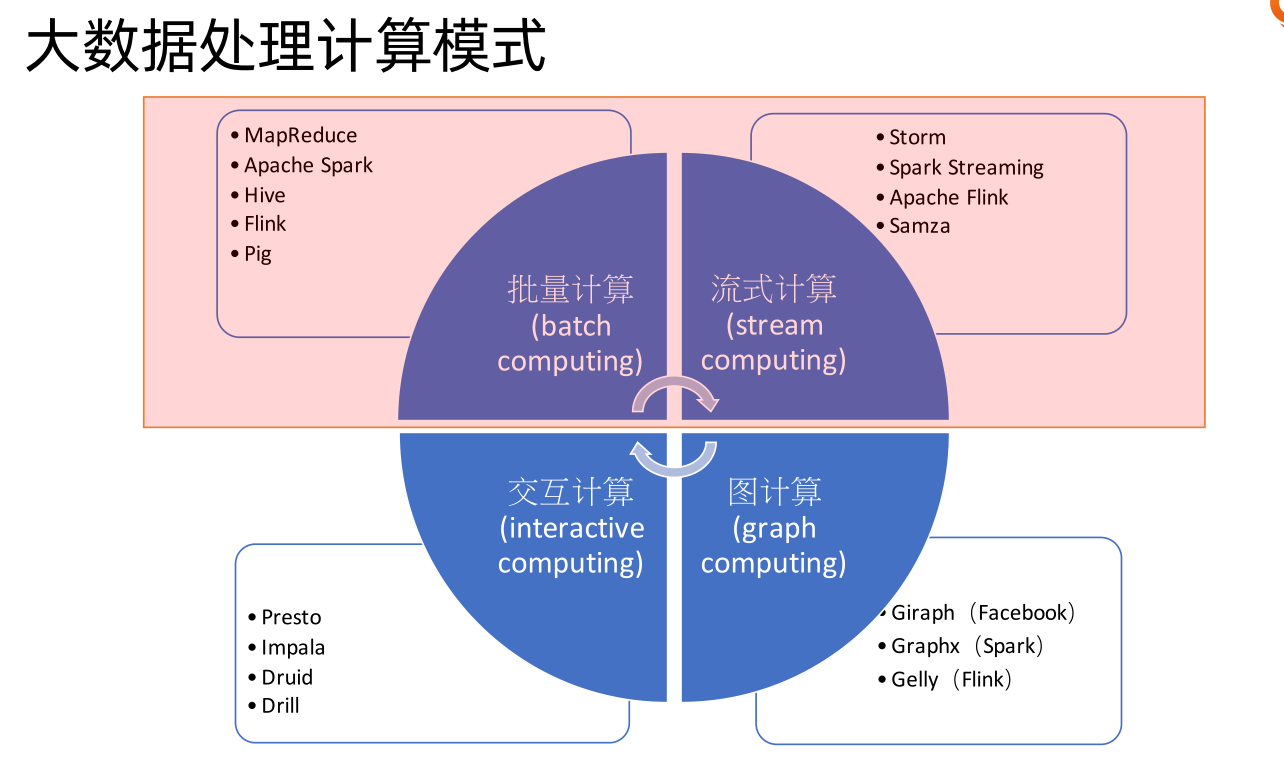 大数据处理计算模式
• MapReduce
• Apache Spark
• Hive
• Flink
• Pig
• Storm
• Spark Streaming
• Apache Flink
• Samza
批量计算
(batch
computing)
流式计算
(stream
computing)
交互计算
(interactive
computing)
图计算
(graph
computing)
• Presto
• Impala
• Druid
• Drill
• Giraph（Facebook）
• Graphx（Spark）
• Gelly（Flink）